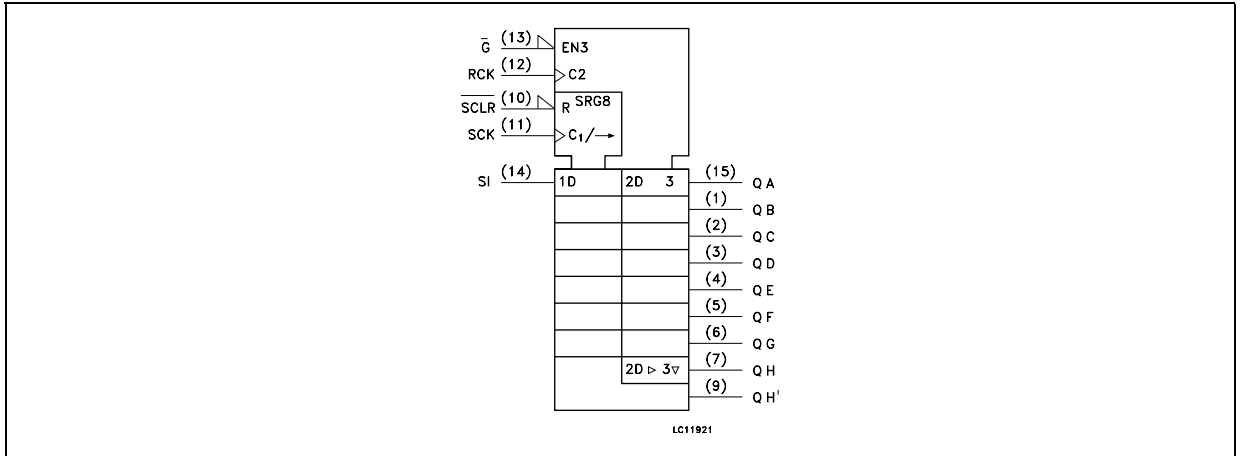 G̅ (13) EN3
RCK (12) C2
S̅C̅L̅R̅ (10) R SRG8
SCK (11) C1/→
SI (14) 1D 2D 3 (15) QA
(1) QB
(2) QC
(3) QD
(4) QE
(5) QF
(6) QG
2D ▷ 3▽ (7) QH
(9) QH'
LC11921